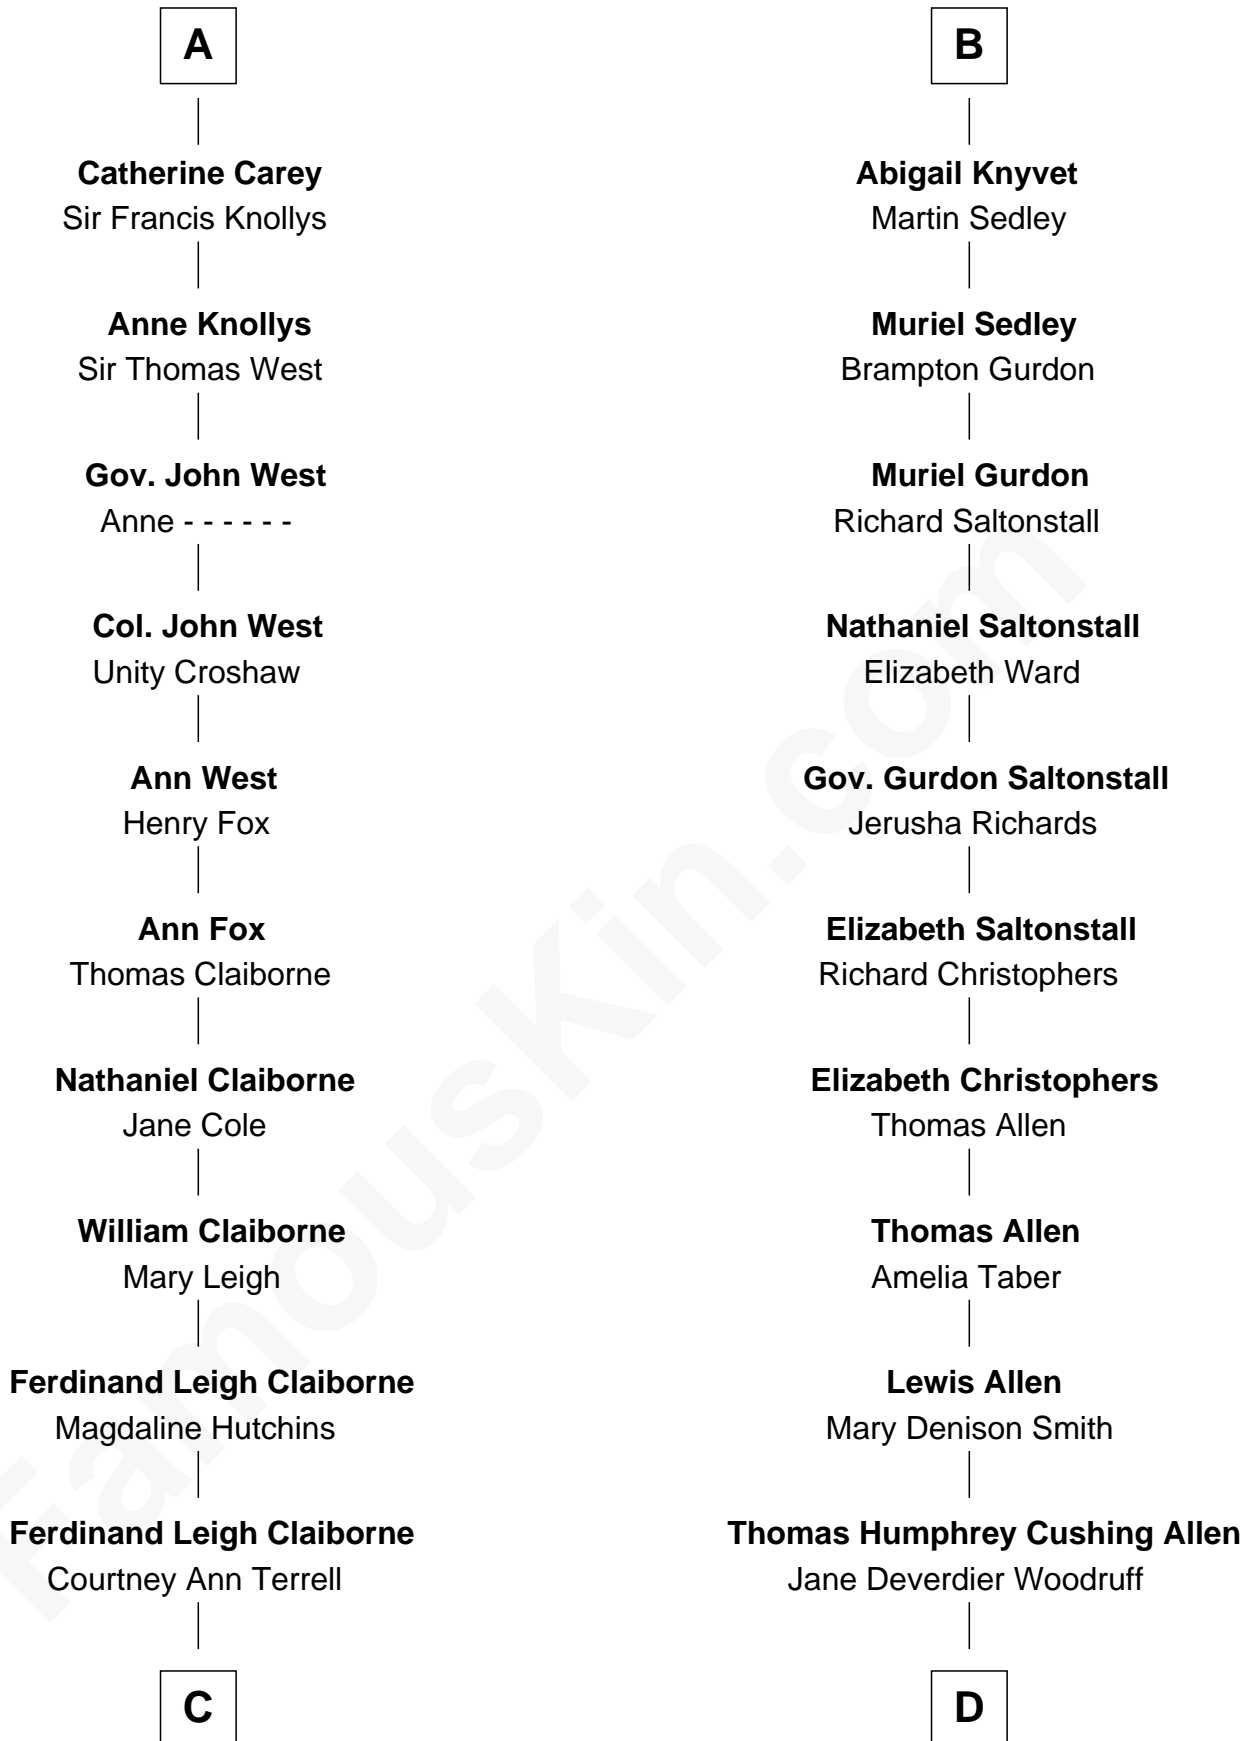 A
Catherine Carey
Sir Francis Knollys
Anne Knollys
Sir Thomas West
Gov. John West
Anne - - - - - -
Col. John West
Unity Croshaw
Ann West
Henry Fox
Ann Fox
Thomas Claiborne
Nathaniel Claiborne
Jane Cole
William Claiborne
Mary Leigh
Ferdinand Leigh Claiborne
Magdaline Hutchins
Ferdinand Leigh Claiborne
Courtney Ann Terrell
C
B
Abigail Knyvet
Martin Sedley
Muriel Sedley
Brampton Gurdon
Muriel Gurdon
Richard Saltonstall
Nathaniel Saltonstall
Elizabeth Ward
Gov. Gurdon Saltonstall
Jerusha Richards
Elizabeth Saltonstall
Richard Christophers
Elizabeth Christophers
Thomas Allen
Thomas Allen
Amelia Taber
Lewis Allen
Mary Denison Smith
Thomas Humphrey Cushing Allen
Jane Deverdier Woodruff
D
FamousKin.com